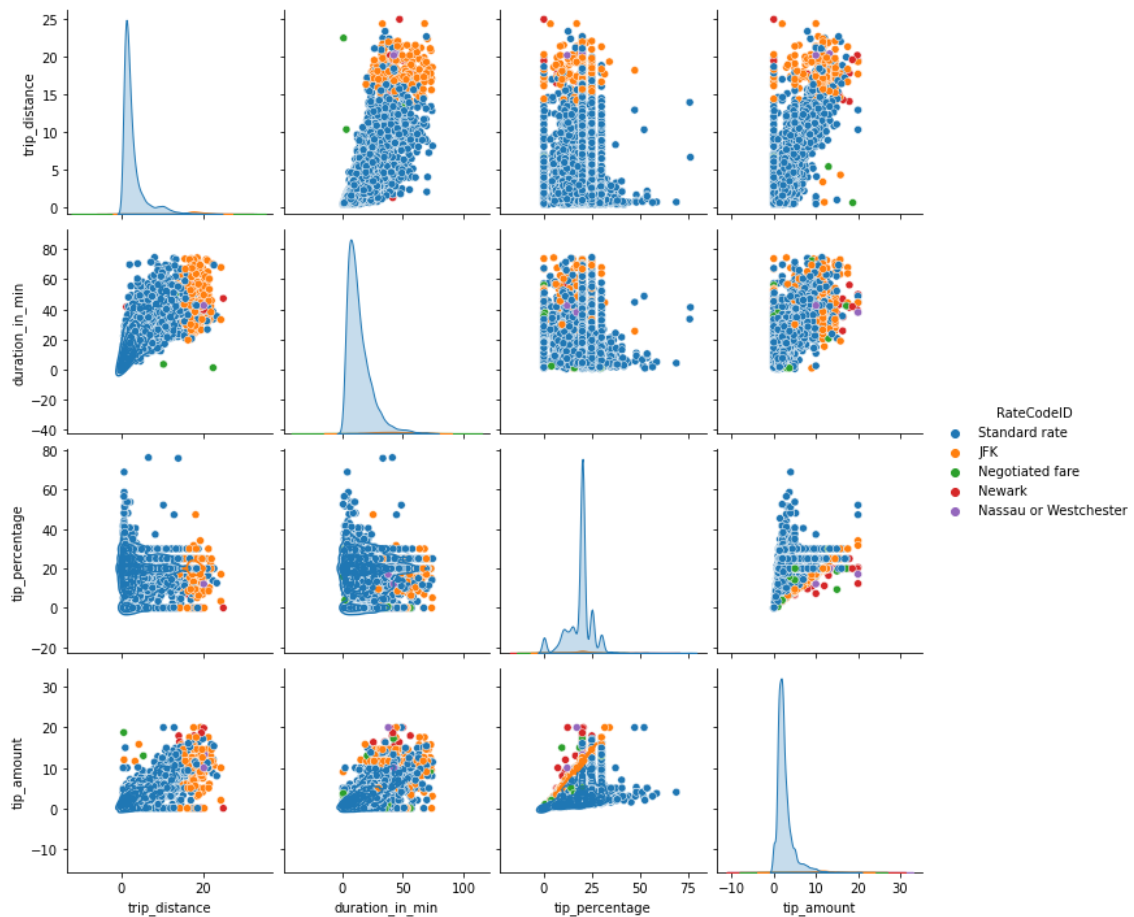 25
20
15
10
5
0
trip_distance
80
60
40
20
0
−20
−40
duration_in_min
80
60
40
20
0
−20
tip_percentage
30
20
10
0
−10
tip_amount
0 20
trip_distance
0 50 100
duration_in_min
0 25 50 75
tip_percentage
−10 0 10 20 30
tip_amount
RateCodeID
Standard rate
JFK
Negotiated fare
Newark
Nassau or Westchester